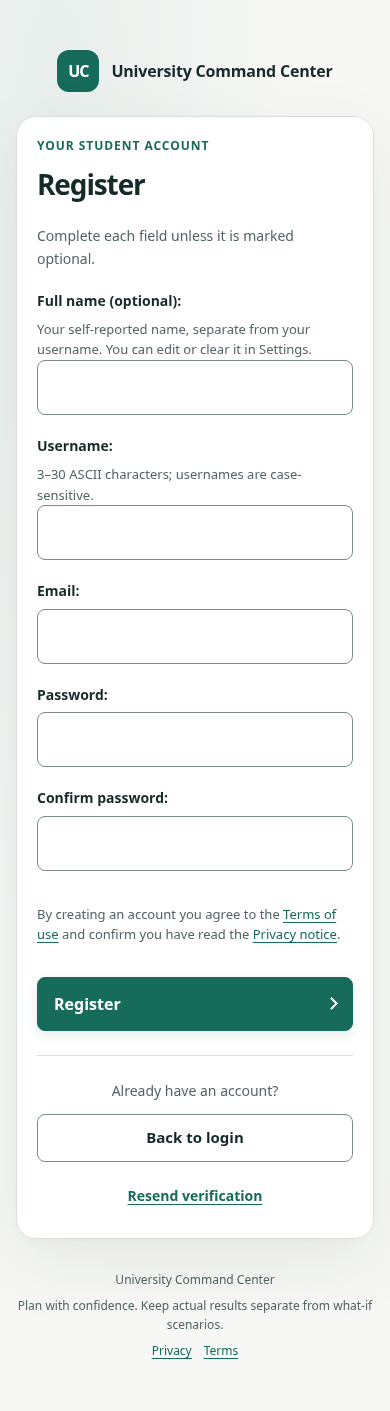 UC University Command Center
YOUR STUDENT ACCOUNT
Register
Complete each field unless it is marked
optional.
Full name (optional):
Your self-reported name, separate from your
username. You can edit or clear it in Settings.
Username:
3–30 ASCII characters; usernames are case-
sensitive.
Email:
Password:
Confirm password:
By creating an account you agree to the Terms of
use and confirm you have read the Privacy notice.
Register
Already have an account?
Back to login
Resend verification
University Command Center
Plan with confidence. Keep actual results separate from what-if
scenarios.
Privacy Terms